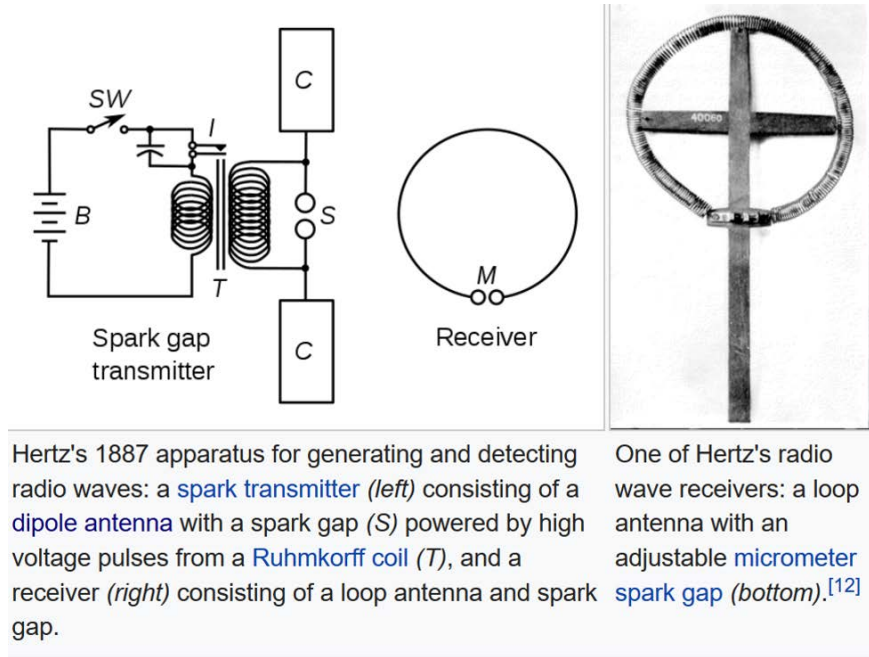 SW
I
C
B
S
T
C
Spark gap
transmitter
M
Receiver
40060
Hertz's 1887 apparatus for generating and detecting
radio waves: a spark transmitter (left) consisting of a
dipole antenna with a spark gap (S) powered by high
voltage pulses from a Ruhmkorff coil (T), and a
receiver (right) consisting of a loop antenna and spark
gap.
One of Hertz's radio
wave receivers: a loop
antenna with an
adjustable micrometer
spark gap (bottom).[12]